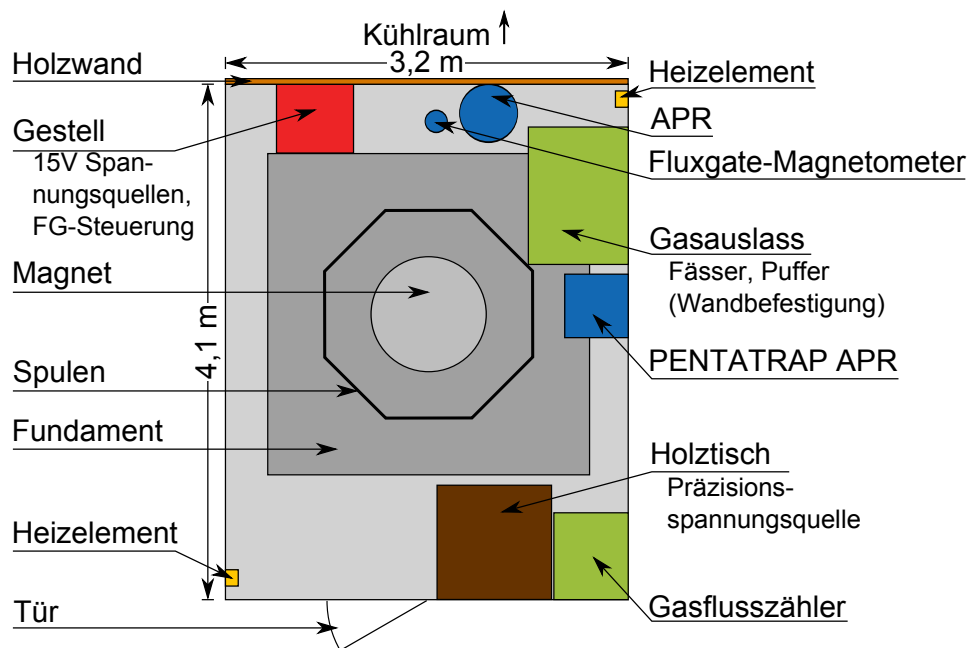 Kühlraum
3,2 m
Holzwand
Gestell
15V Span-
nungsquellen,
FG-Steuerung
Magnet
4,1 m
Spulen
Fundament
Heizelement
Tür
Heizelement
APR
Fluxgate-Magnetometer
Gasauslass
Fässer, Puffer
(Wandbefestigung)
PENTATRAP APR
Holztisch
Präzisions-
spannungsquelle
Gasflusszähler